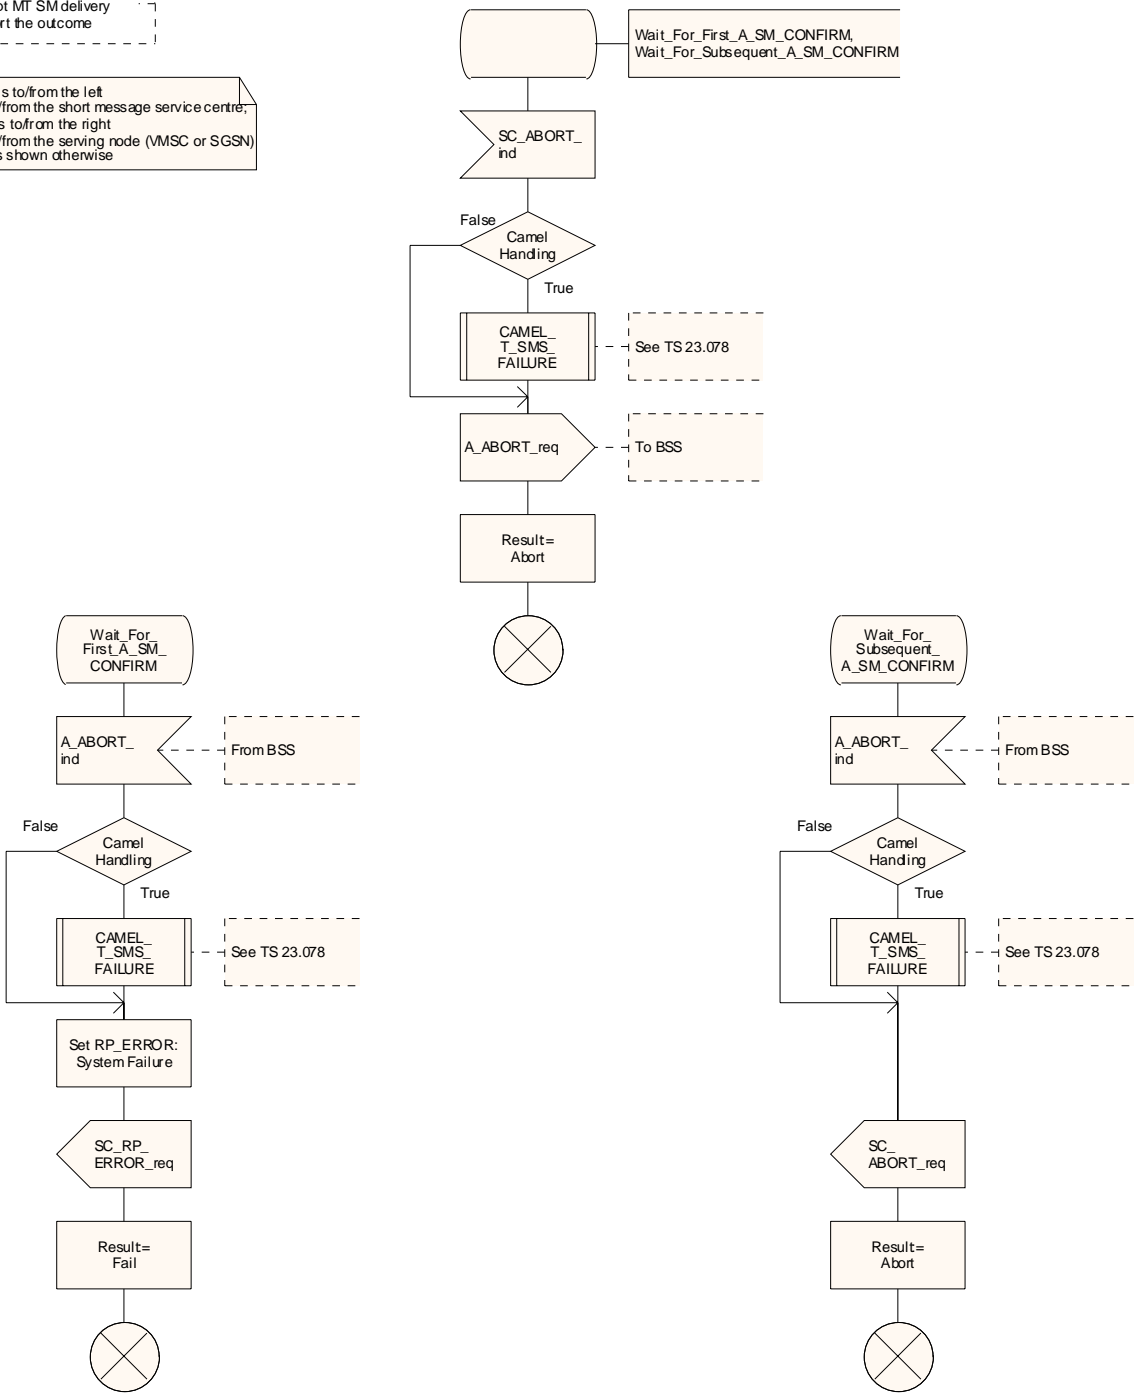 ot MT SM delivery
rt the outcome
s to/from the left
/from the short message service centre;
s to/from the right
/from the serving node (VMSC or SGSN)
s shown otherwise
Wait_For_First_A_SM_CONFIRM,
Wait_For_Subsequent_A_SM_CONFIRM
SC_ABORT_
ind
False
Camel
Handling
True
CAMEL_
T_SMS_
FAILURE
See TS 23.078
A_ABORT_req
To BSS
Result=
Abort
Wait_For_
First_A_SM_
CONFIRM
A_ABORT_
ind
From BSS
False
Camel
Handling
True
CAMEL_
T_SMS_
FAILURE
See TS 23.078
Set RP_ERROR:
System Failure
SC_RP_
ERROR_req
Result=
Fail
Wait_For_
Subsequent_
A_SM_CONFIRM
A_ABORT_
ind
From BSS
False
Camel
Handling
True
CAMEL_
T_SMS_
FAILURE
See TS 23.078
SC_
ABORT_req
Result=
Abort